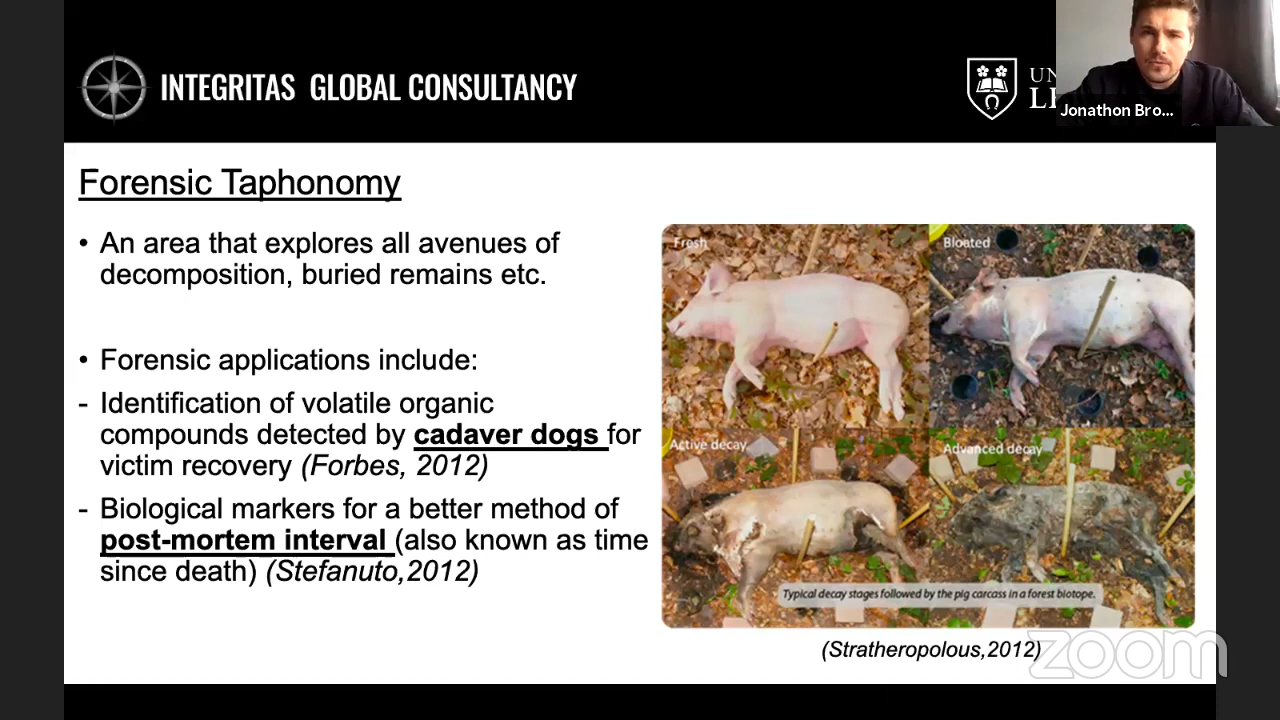 INTEGRITAS GLOBAL CONSULTANCY
UN
LE
Jonathon Bro...
Forensic Taphonomy
• An area that explores all avenues of
decomposition, buried remains etc.
• Forensic applications include:
- Identification of volatile organic
compounds detected by cadaver dogs for
victim recovery (Forbes, 2012)
- Biological markers for a better method of
post-mortem interval (also known as time
since death) (Stefanuto,2012)
Fresh
Bloated
Active decay
Advanced decay
Typical decay stages followed by the pig carcass in a forest biotope.
(Stratheropolous,2012)
zoom